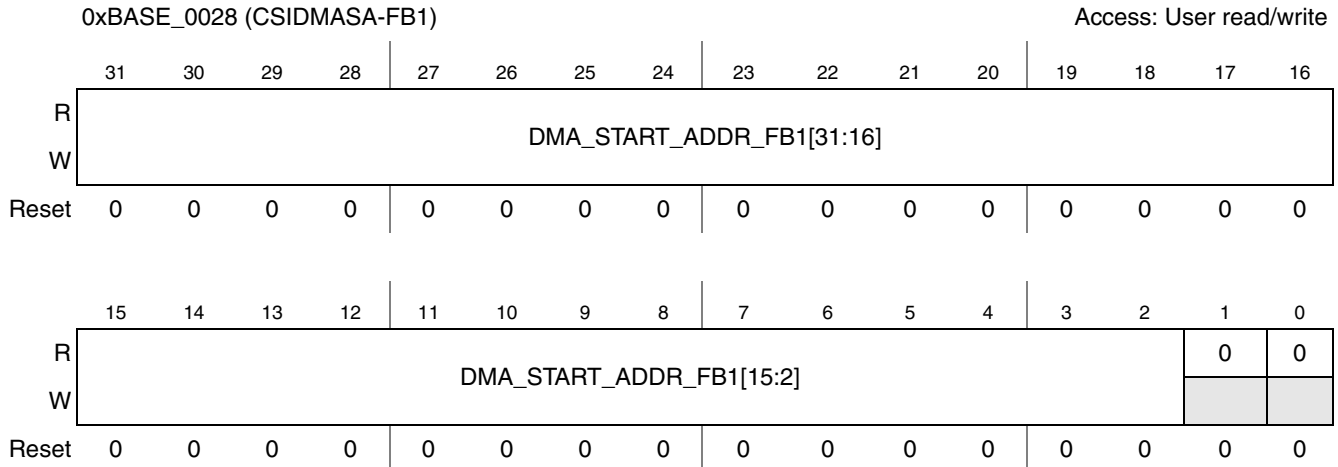 0xBASE_0028 (CSIDMASA-FB1) Access: User read/write
31 30 29 28 27 26 25 24 23 22 21 20 19 18 17 16
R
DMA_START_ADDR_FB1[31:16]
W
Reset 0 0 0 0 0 0 0 0 0 0 0 0 0 0 0 0
15 14 13 12 11 10 9 8 7 6 5 4 3 2 1 0
R 0 0
DMA_START_ADDR_FB1[15:2]
W
Reset 0 0 0 0 0 0 0 0 0 0 0 0 0 0 0 0